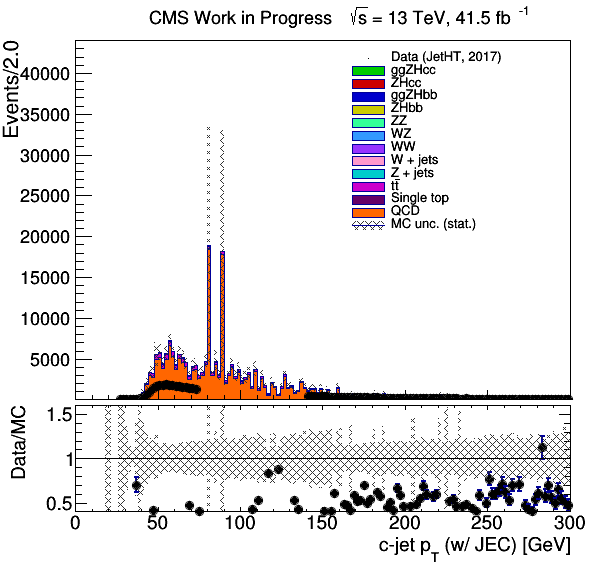 CMS Work in Progress √s = 13 TeV, 41.5 fb⁻¹
Events/2.0
40000
35000
30000
25000
20000
15000
10000
5000
Data (JetHT, 2017)
ggZHcc
ZHcc
ggZHbb
ZHbb
ZZ
WZ
WW
W + jets
Z + jets
tt̄
Single top
QCD
MC unc. (stat.)
Data/MC
1.5
1
0.5
0 50 100 150 200 250 300
c-jet p_T (w/ JEC) [GeV]